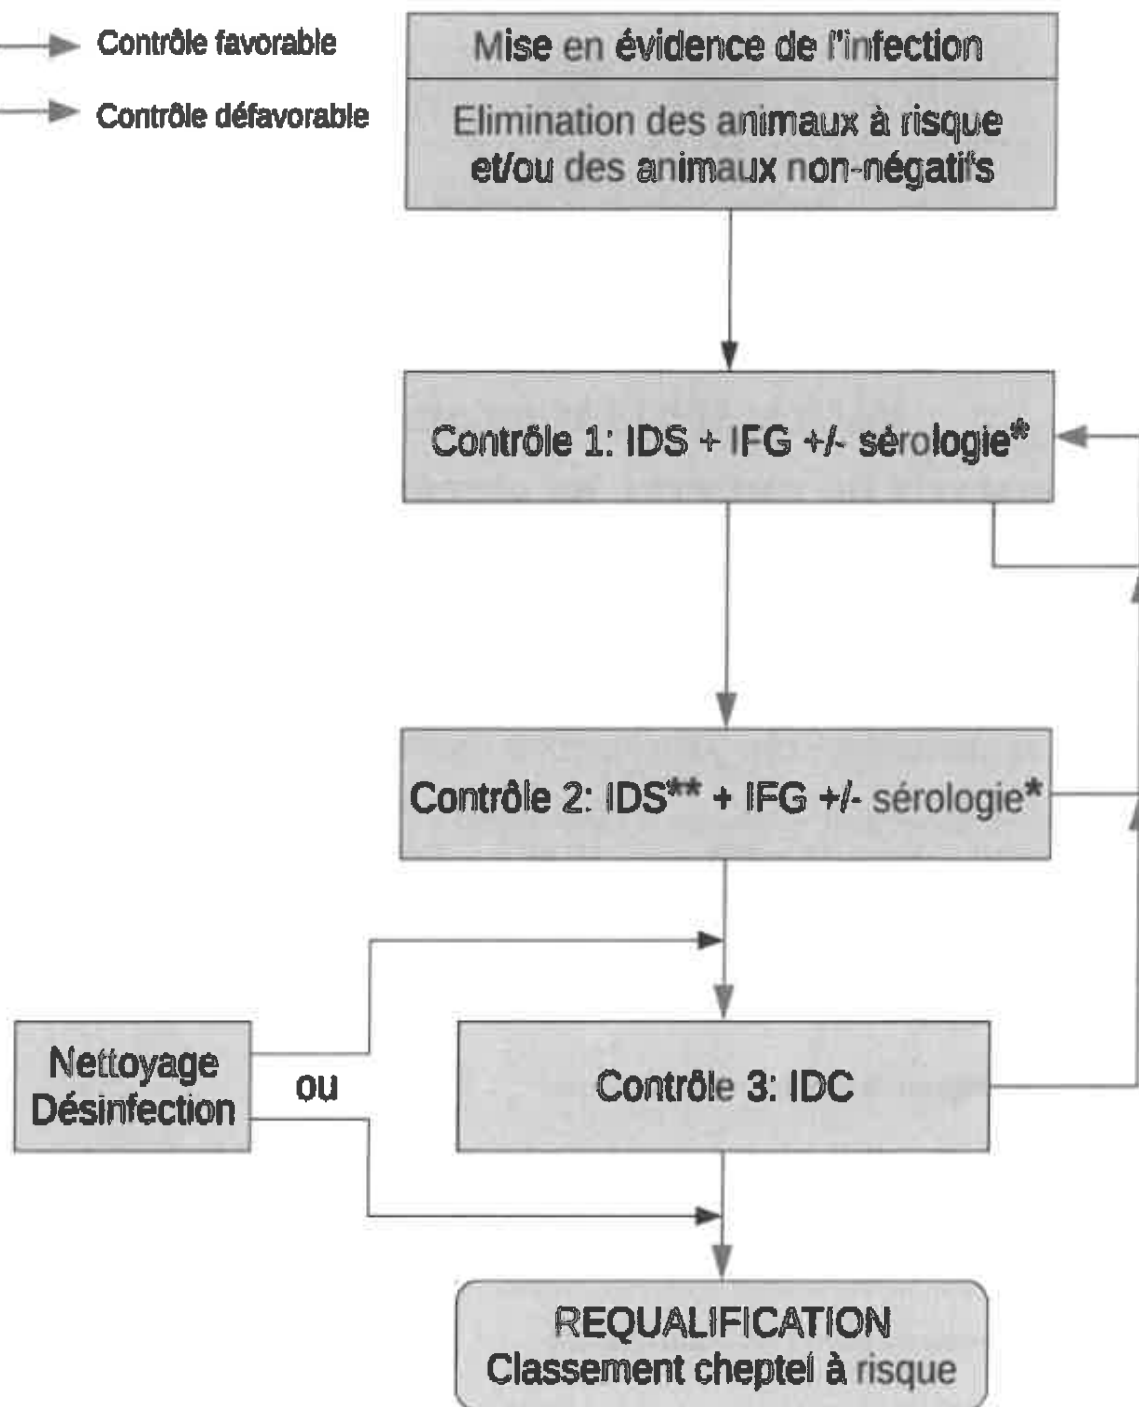 Contrôle favorable
Contrôle défavorable
Mise en évidence de l'infection
Elimination des animaux à risque
et/ou des animaux non-négatifs
Contrôle 1: IDS + IFG +/- sérologie*
Contrôle 2: IDS** + IFG +/- sérologie*
Nettoyage
Désinfection
ou
Contrôle 3: IDC
REQUALIFICATION
Classement cheptel à risque